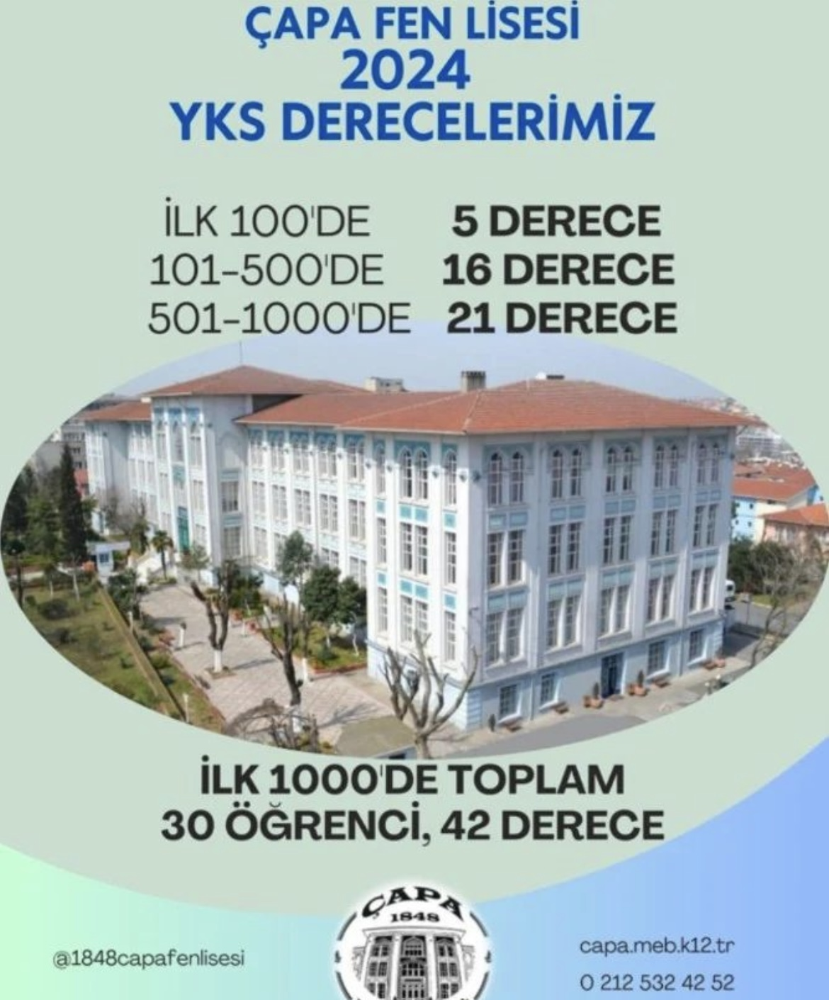 ÇAPA FEN LİSESİ
2024
YKS DERECELERİMİZ
İLK 100'DE 5 DERECE
101-500'DE 16 DERECE
501-1000'DE 21 DERECE
İLK 1000'DE TOPLAM
30 ÖĞRENCİ, 42 DERECE
ÇAPA
1848
@1848capafenlisesi
capa.meb.k12.tr
0 212 532 42 52